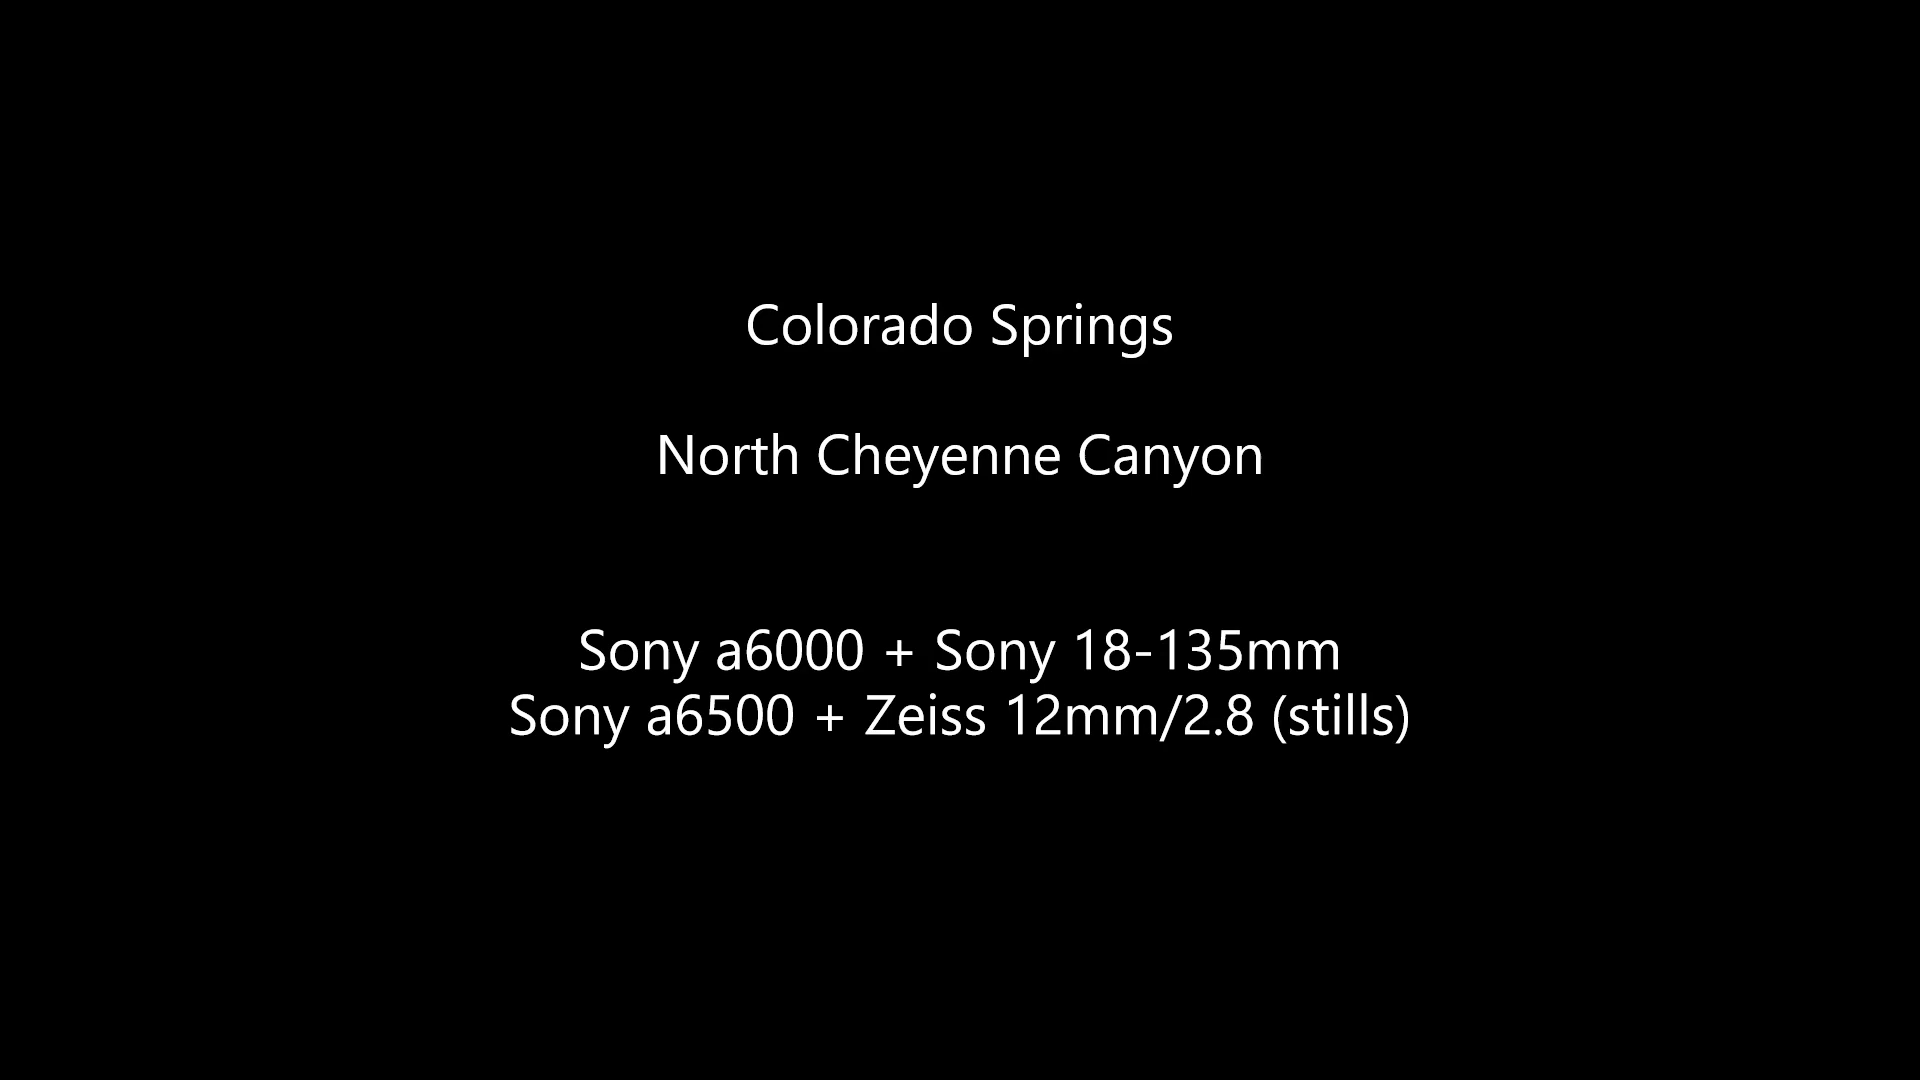 Colorado Springs
North Cheyenne Canyon
Sony a6000 + Sony 18-135mm
Sony a6500 + Zeiss 12mm/2.8 (stills)